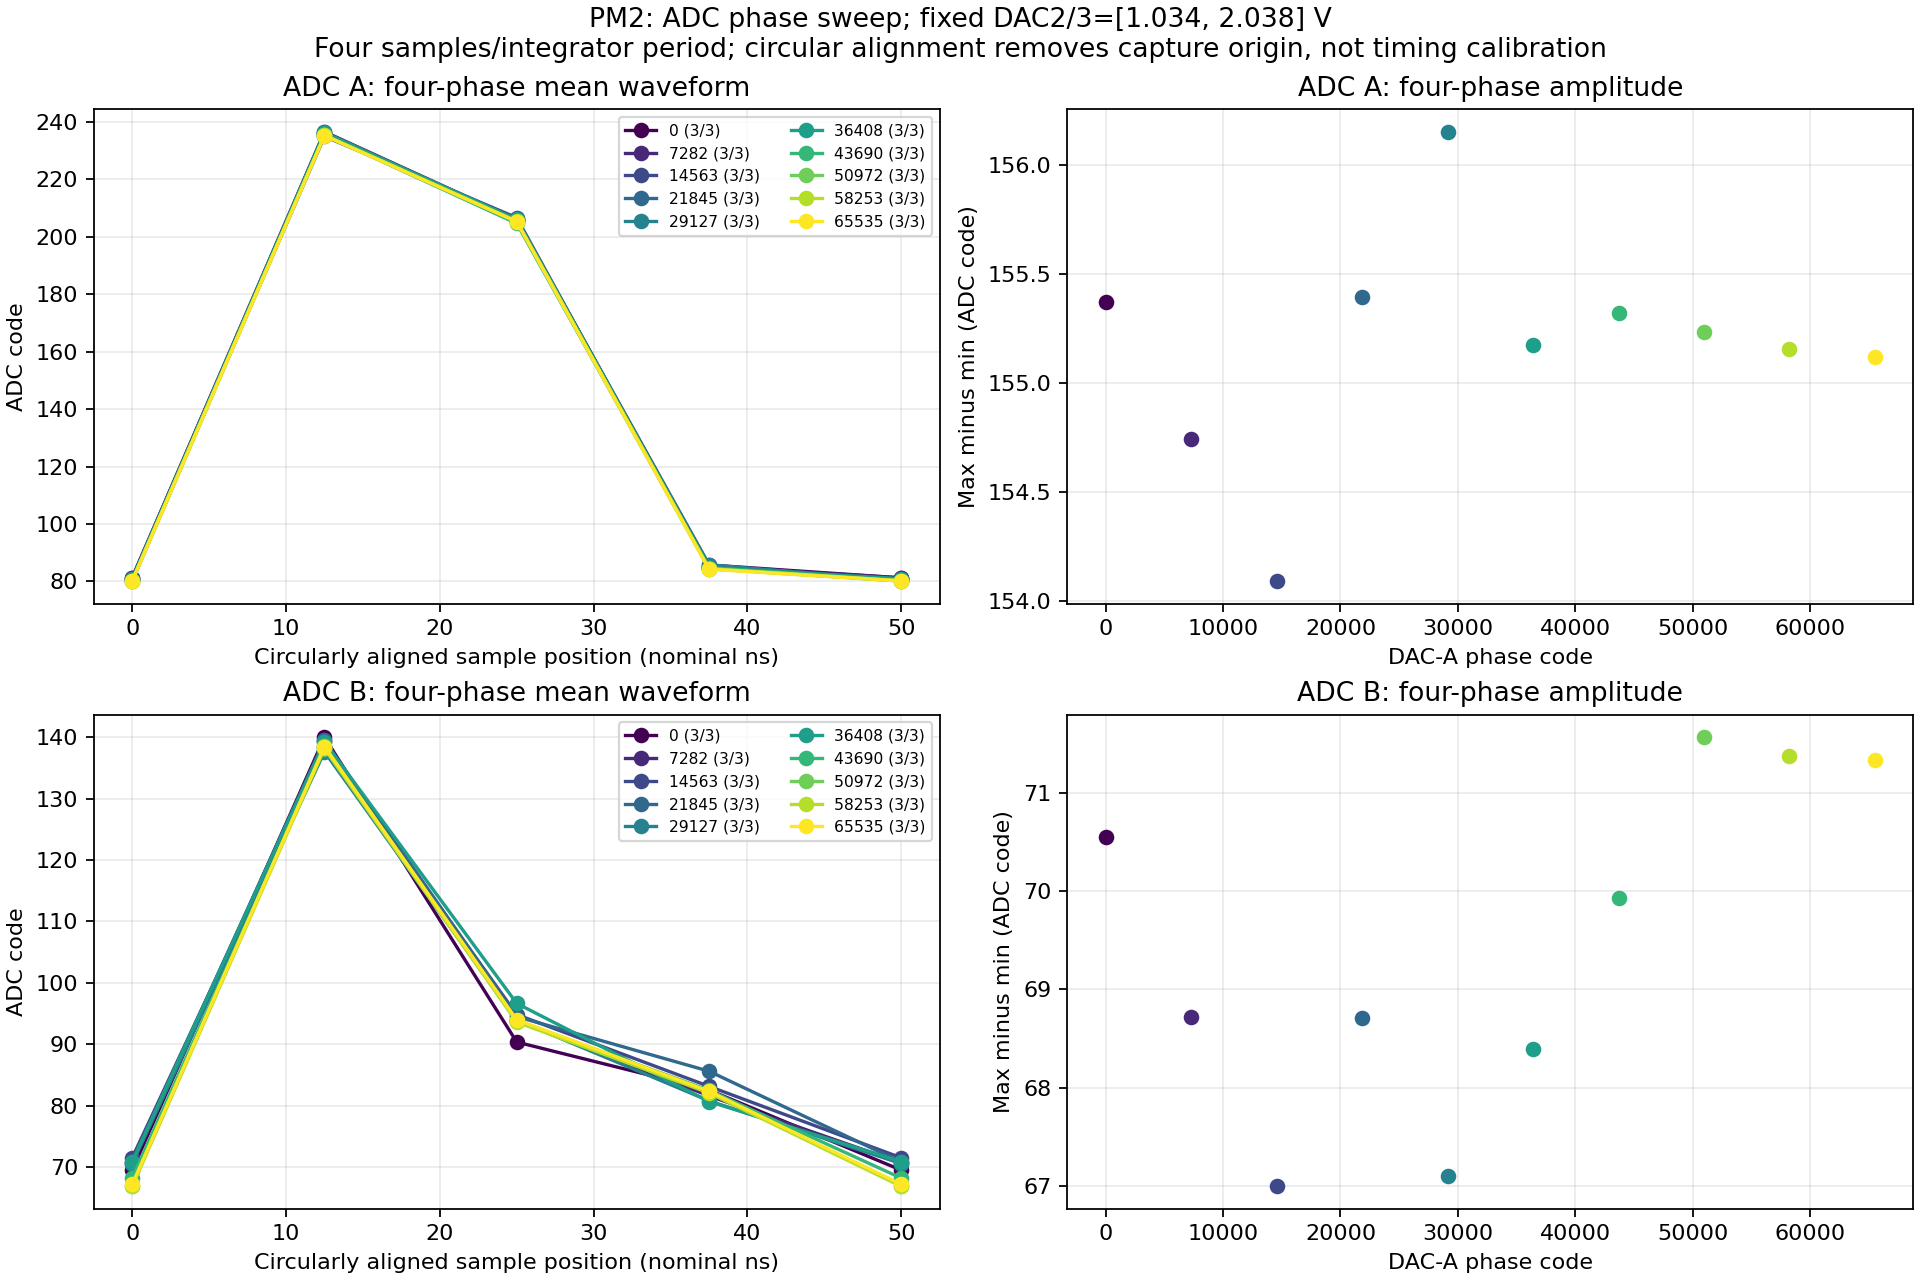 PM2: ADC phase sweep; fixed DAC2/3=[1.034, 2.038] V
Four samples/integrator period; circular alignment removes capture origin, not timing calibration
ADC A: four-phase mean waveform
ADC code
240
220
200
180
160
140
120
100
80
0 (3/3)
7282 (3/3)
14563 (3/3)
21845 (3/3)
29127 (3/3)
36408 (3/3)
43690 (3/3)
50972 (3/3)
58253 (3/3)
65535 (3/3)
0 10 20 30 40 50
Circularly aligned sample position (nominal ns)
ADC A: four-phase amplitude
Max minus min (ADC code)
156.0
155.5
155.0
154.5
154.0
0 10000 20000 30000 40000 50000 60000
DAC-A phase code
ADC B: four-phase mean waveform
ADC code
140
130
120
110
100
90
80
70
0 (3/3)
7282 (3/3)
14563 (3/3)
21845 (3/3)
29127 (3/3)
36408 (3/3)
43690 (3/3)
50972 (3/3)
58253 (3/3)
65535 (3/3)
0 10 20 30 40 50
Circularly aligned sample position (nominal ns)
ADC B: four-phase amplitude
Max minus min (ADC code)
71
70
69
68
67
0 10000 20000 30000 40000 50000 60000
DAC-A phase code